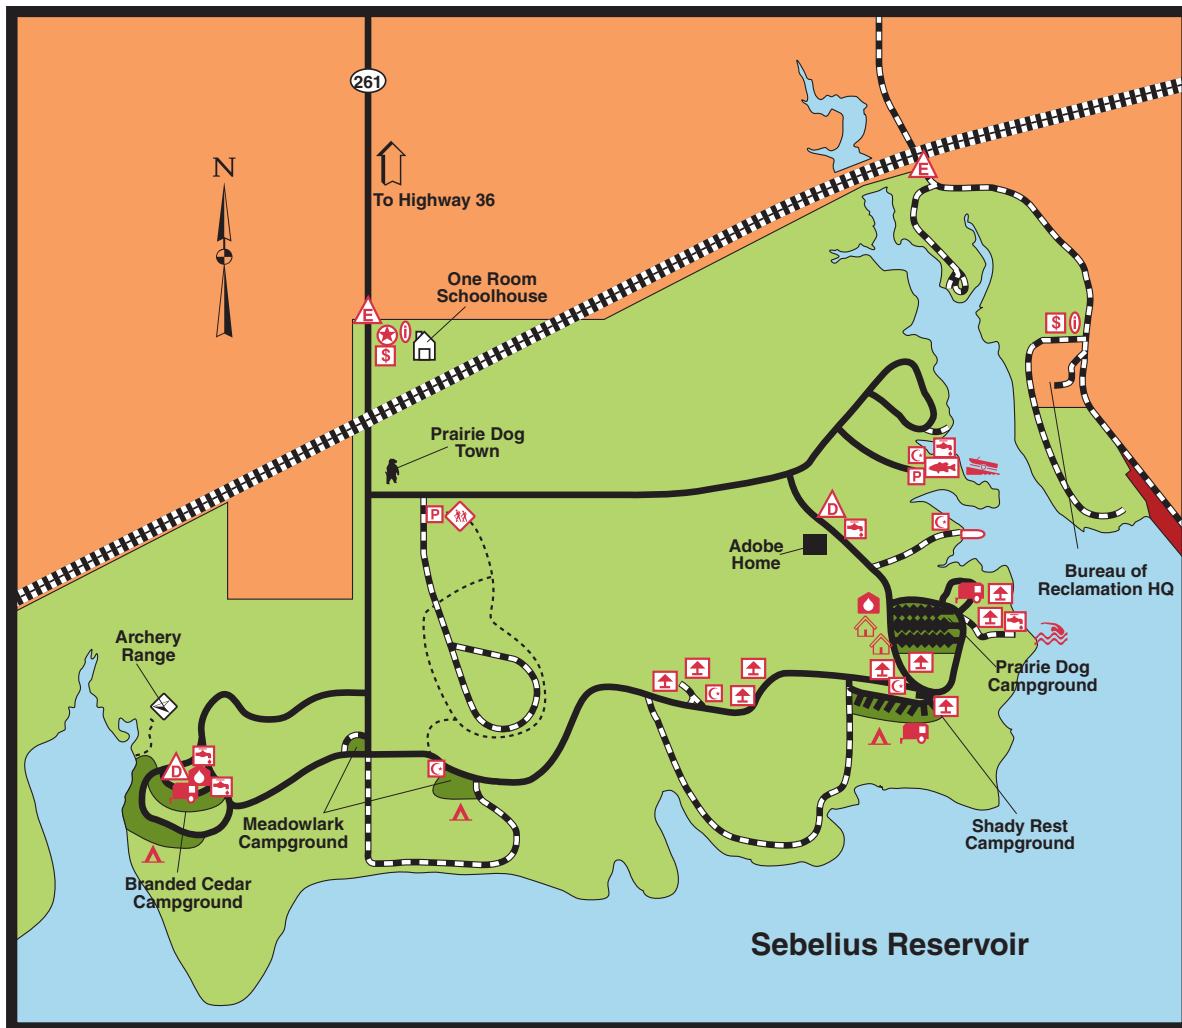 261
N
To Highway 36
E
One Room
Schoolhouse
E
i
$
$ i
Prairie Dog
Town
P
P
D
Adobe
Home
Bureau of
Reclamation HQ
Archery
Range
Prairie Dog
Campground
D
Meadowlark
Campground
Shady Rest
Campground
Branded Cedar
Campground
Sebelius Reservoir